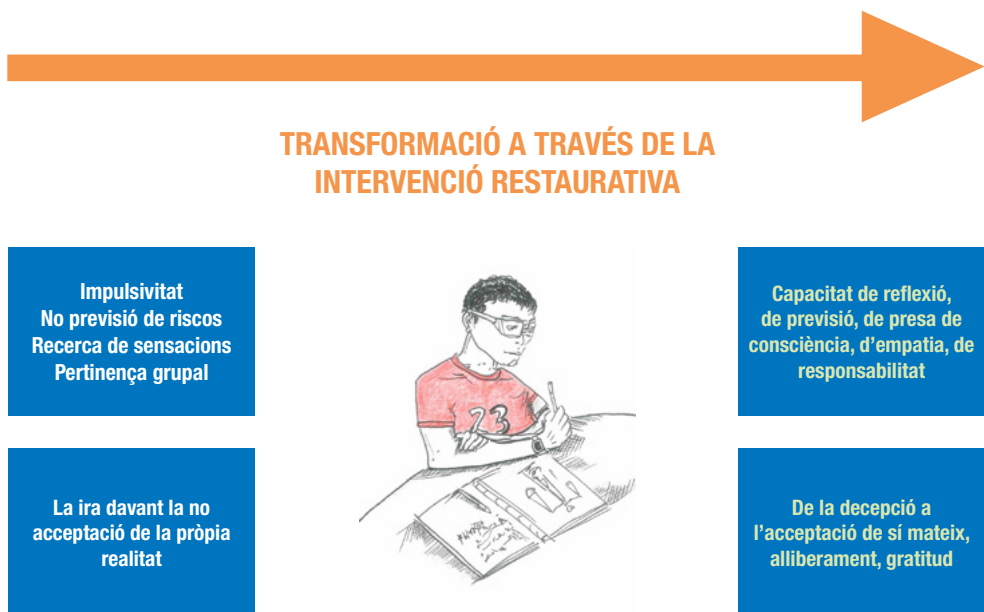 TRANSFORMACIÓ A TRAVÉS DE LA
INTERVENCIÓ RESTAURATIVA
Impulsivitat
No previsió de riscos
Recerca de sensacions
Pertinença grupal
Capacitat de reflexió,
de previsió, de presa de
consciència, d’empatia, de
responsabilitat
23
La ira davant la no
acceptació de la pròpia
realitat
De la decepció a
l’acceptació de sí mateix,
alliberament, gratitud